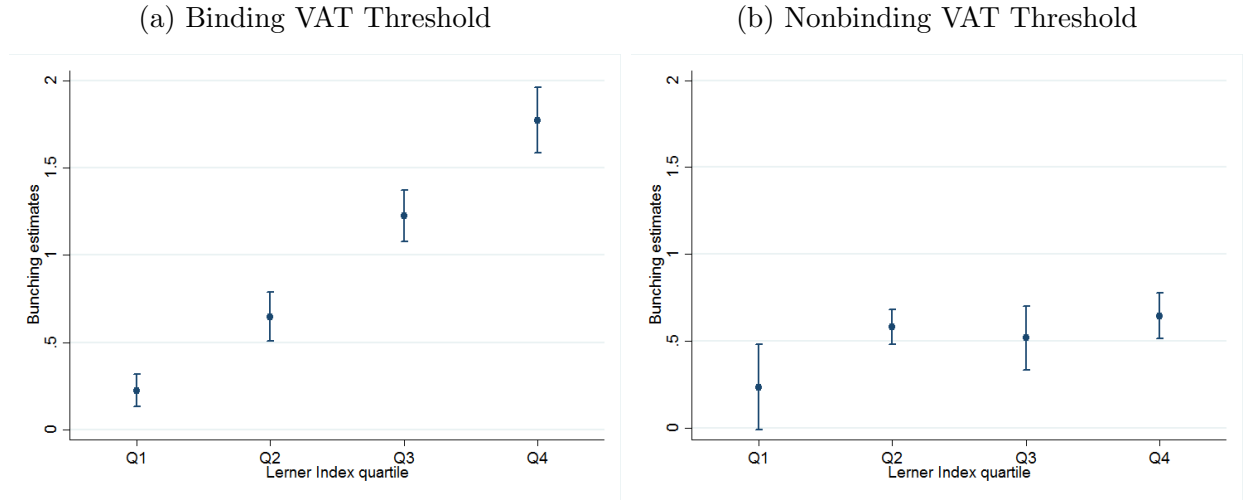 (a) Binding VAT Threshold
Bunching estimates
2
1.5
1
.5
0
Q1 Q2 Q3 Q4
Lerner Index quartile
(b) Nonbinding VAT Threshold
Bunching estimates
2
1.5
1
.5
0
Q1 Q2 Q3 Q4
Lerner Index quartile